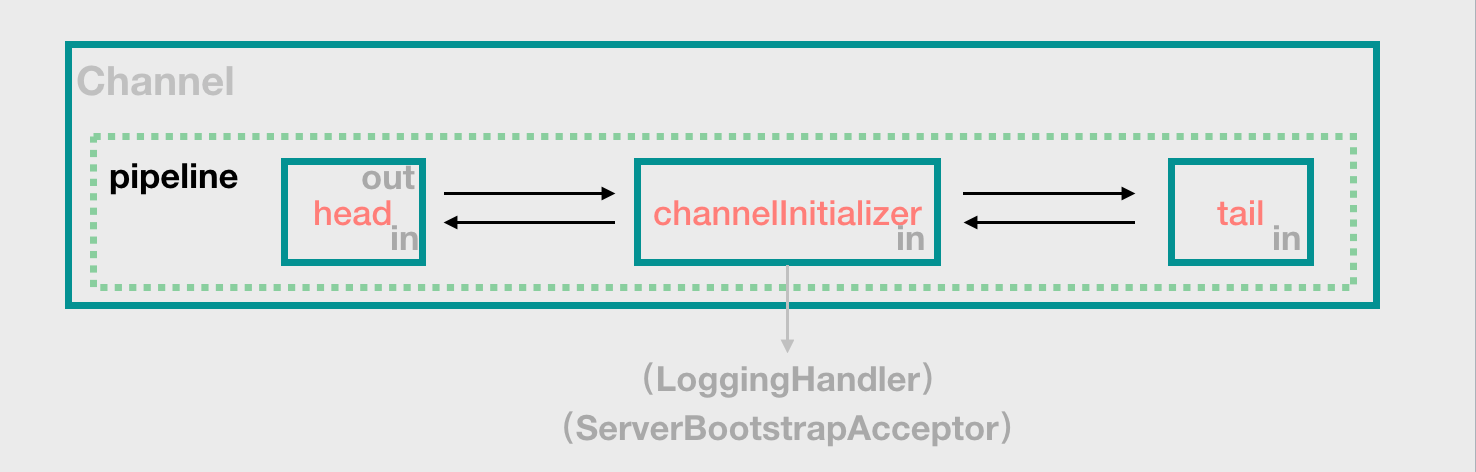 Channel
pipeline
out
head
in
channelInitializer
in
tail
in
（LoggingHandler）
（ServerBootstrapAcceptor）